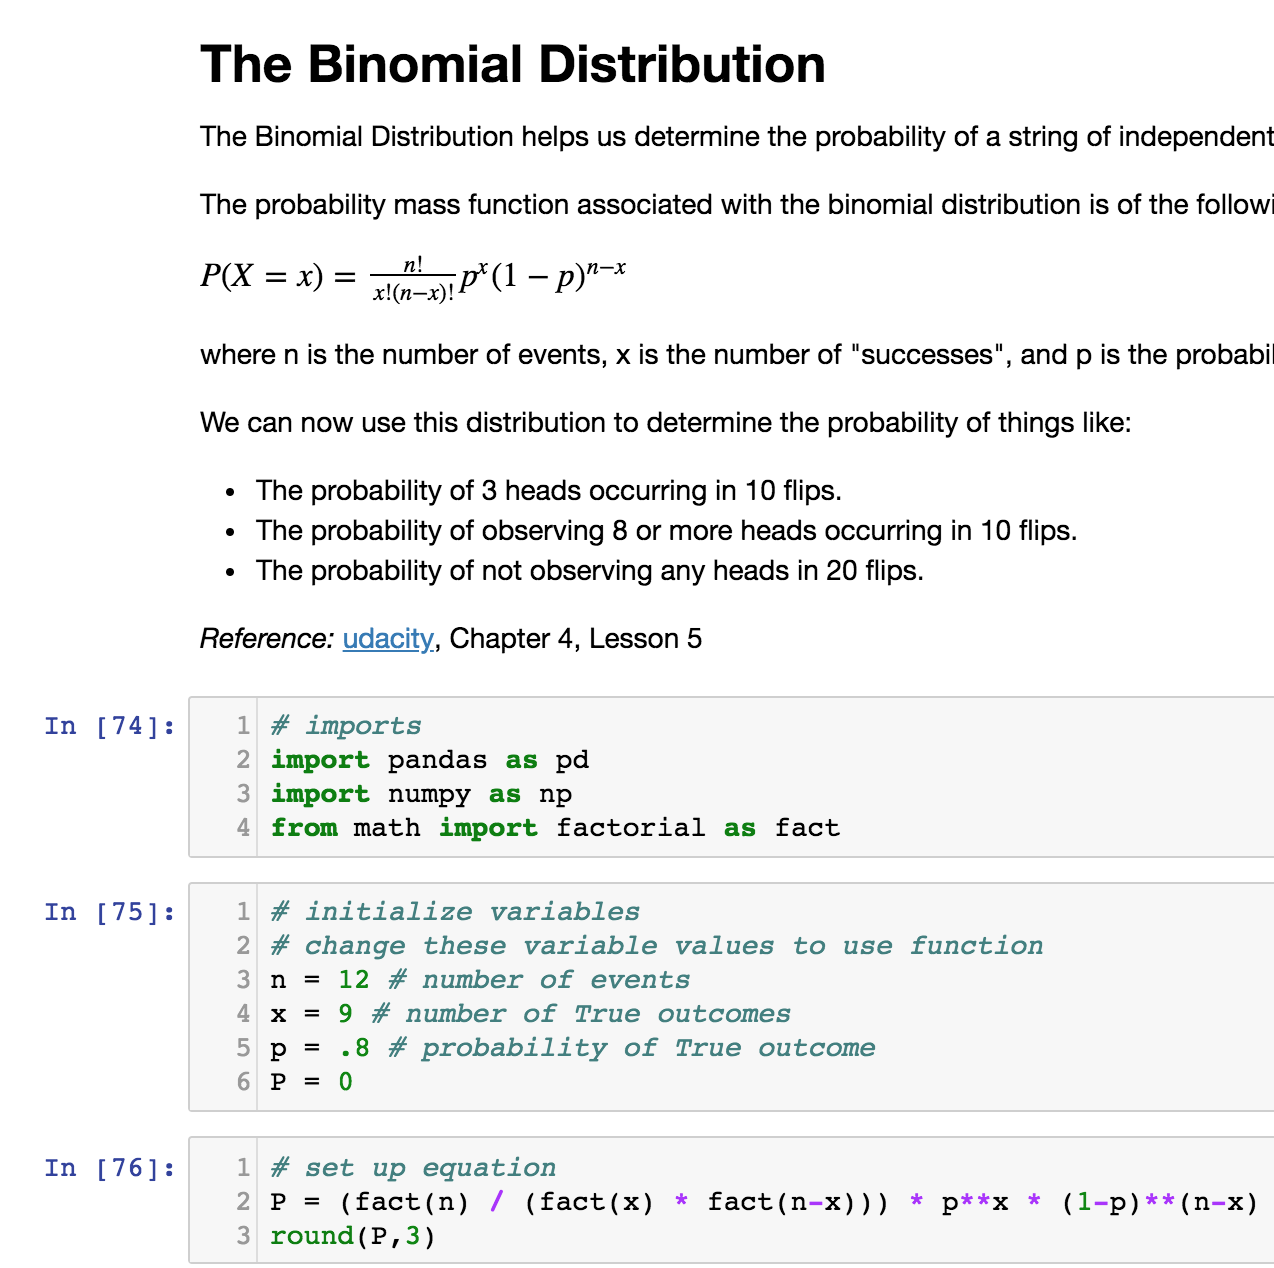 The Binomial Distribution
The Binomial Distribution helps us determine the probability of a string of independent
The probability mass function associated with the binomial distribution is of the followi
P(X = x) = n! / x!(n−x)! p^x (1 − p)^n−x
where n is the number of events, x is the number of "successes", and p is the probabil
We can now use this distribution to determine the probability of things like:
• The probability of 3 heads occurring in 10 flips.
• The probability of observing 8 or more heads occurring in 10 flips.
• The probability of not observing any heads in 20 flips.
Reference: udacity, Chapter 4, Lesson 5
In [74]:
1 # imports
2 import pandas as pd
3 import numpy as np
4 from math import factorial as fact
In [75]:
1 # initialize variables
2 # change these variable values to use function
3 n = 12 # number of events
4 x = 9 # number of True outcomes
5 p = .8 # probability of True outcome
6 P = 0
In [76]:
1 # set up equation
2 P = (fact(n) / (fact(x) * fact(n-x))) * p**x * (1-p)**(n-x)
3 round(P,3)